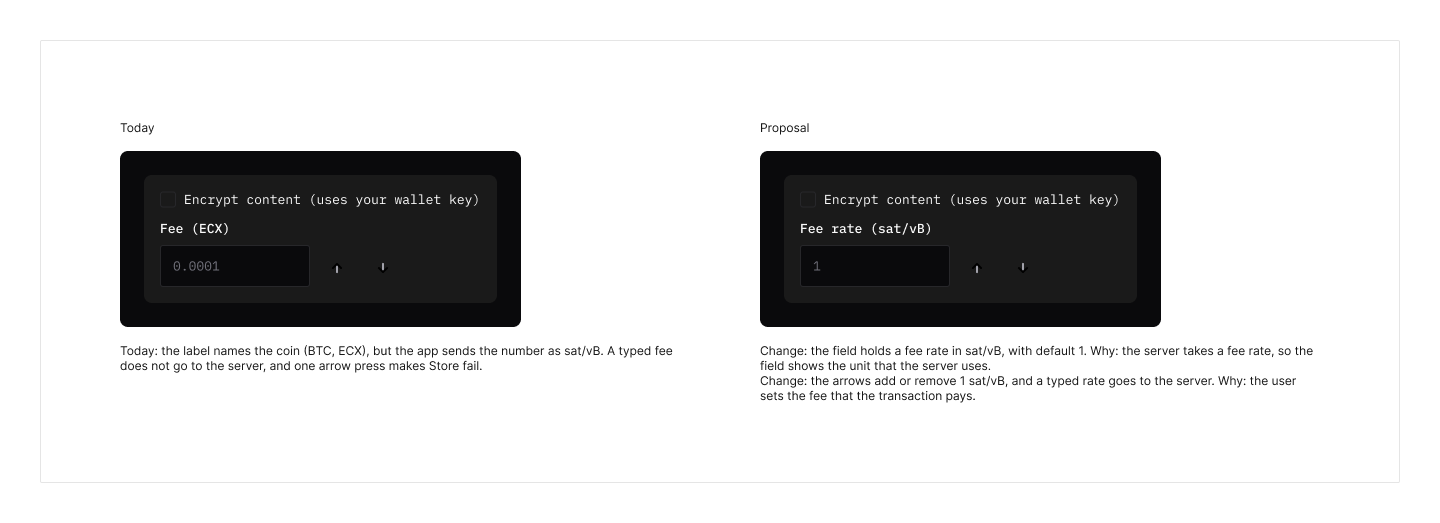 Today
Encrypt content (uses your wallet key)
Fee (ECX)
0.0001
Today: the label names the coin (BTC, ECX), but the app sends the number as sat/vB. A typed fee
does not go to the server, and one arrow press makes Store fail.
Proposal
Encrypt content (uses your wallet key)
Fee rate (sat/vB)
1
Change: the field holds a fee rate in sat/vB, with default 1. Why: the server takes a fee rate, so the
field shows the unit that the server uses.
Change: the arrows add or remove 1 sat/vB, and a typed rate goes to the server. Why: the user
sets the fee that the transaction pays.